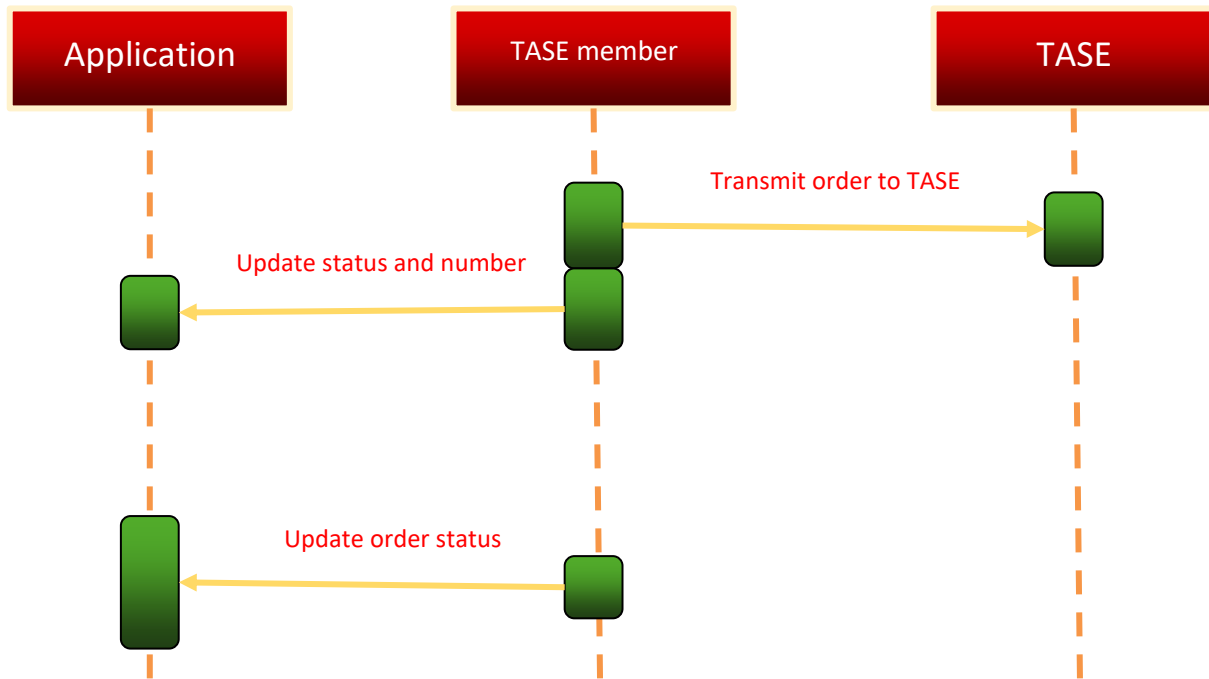 Application
TASE member
TASE
Transmit order to TASE
Update status and number
Update order status